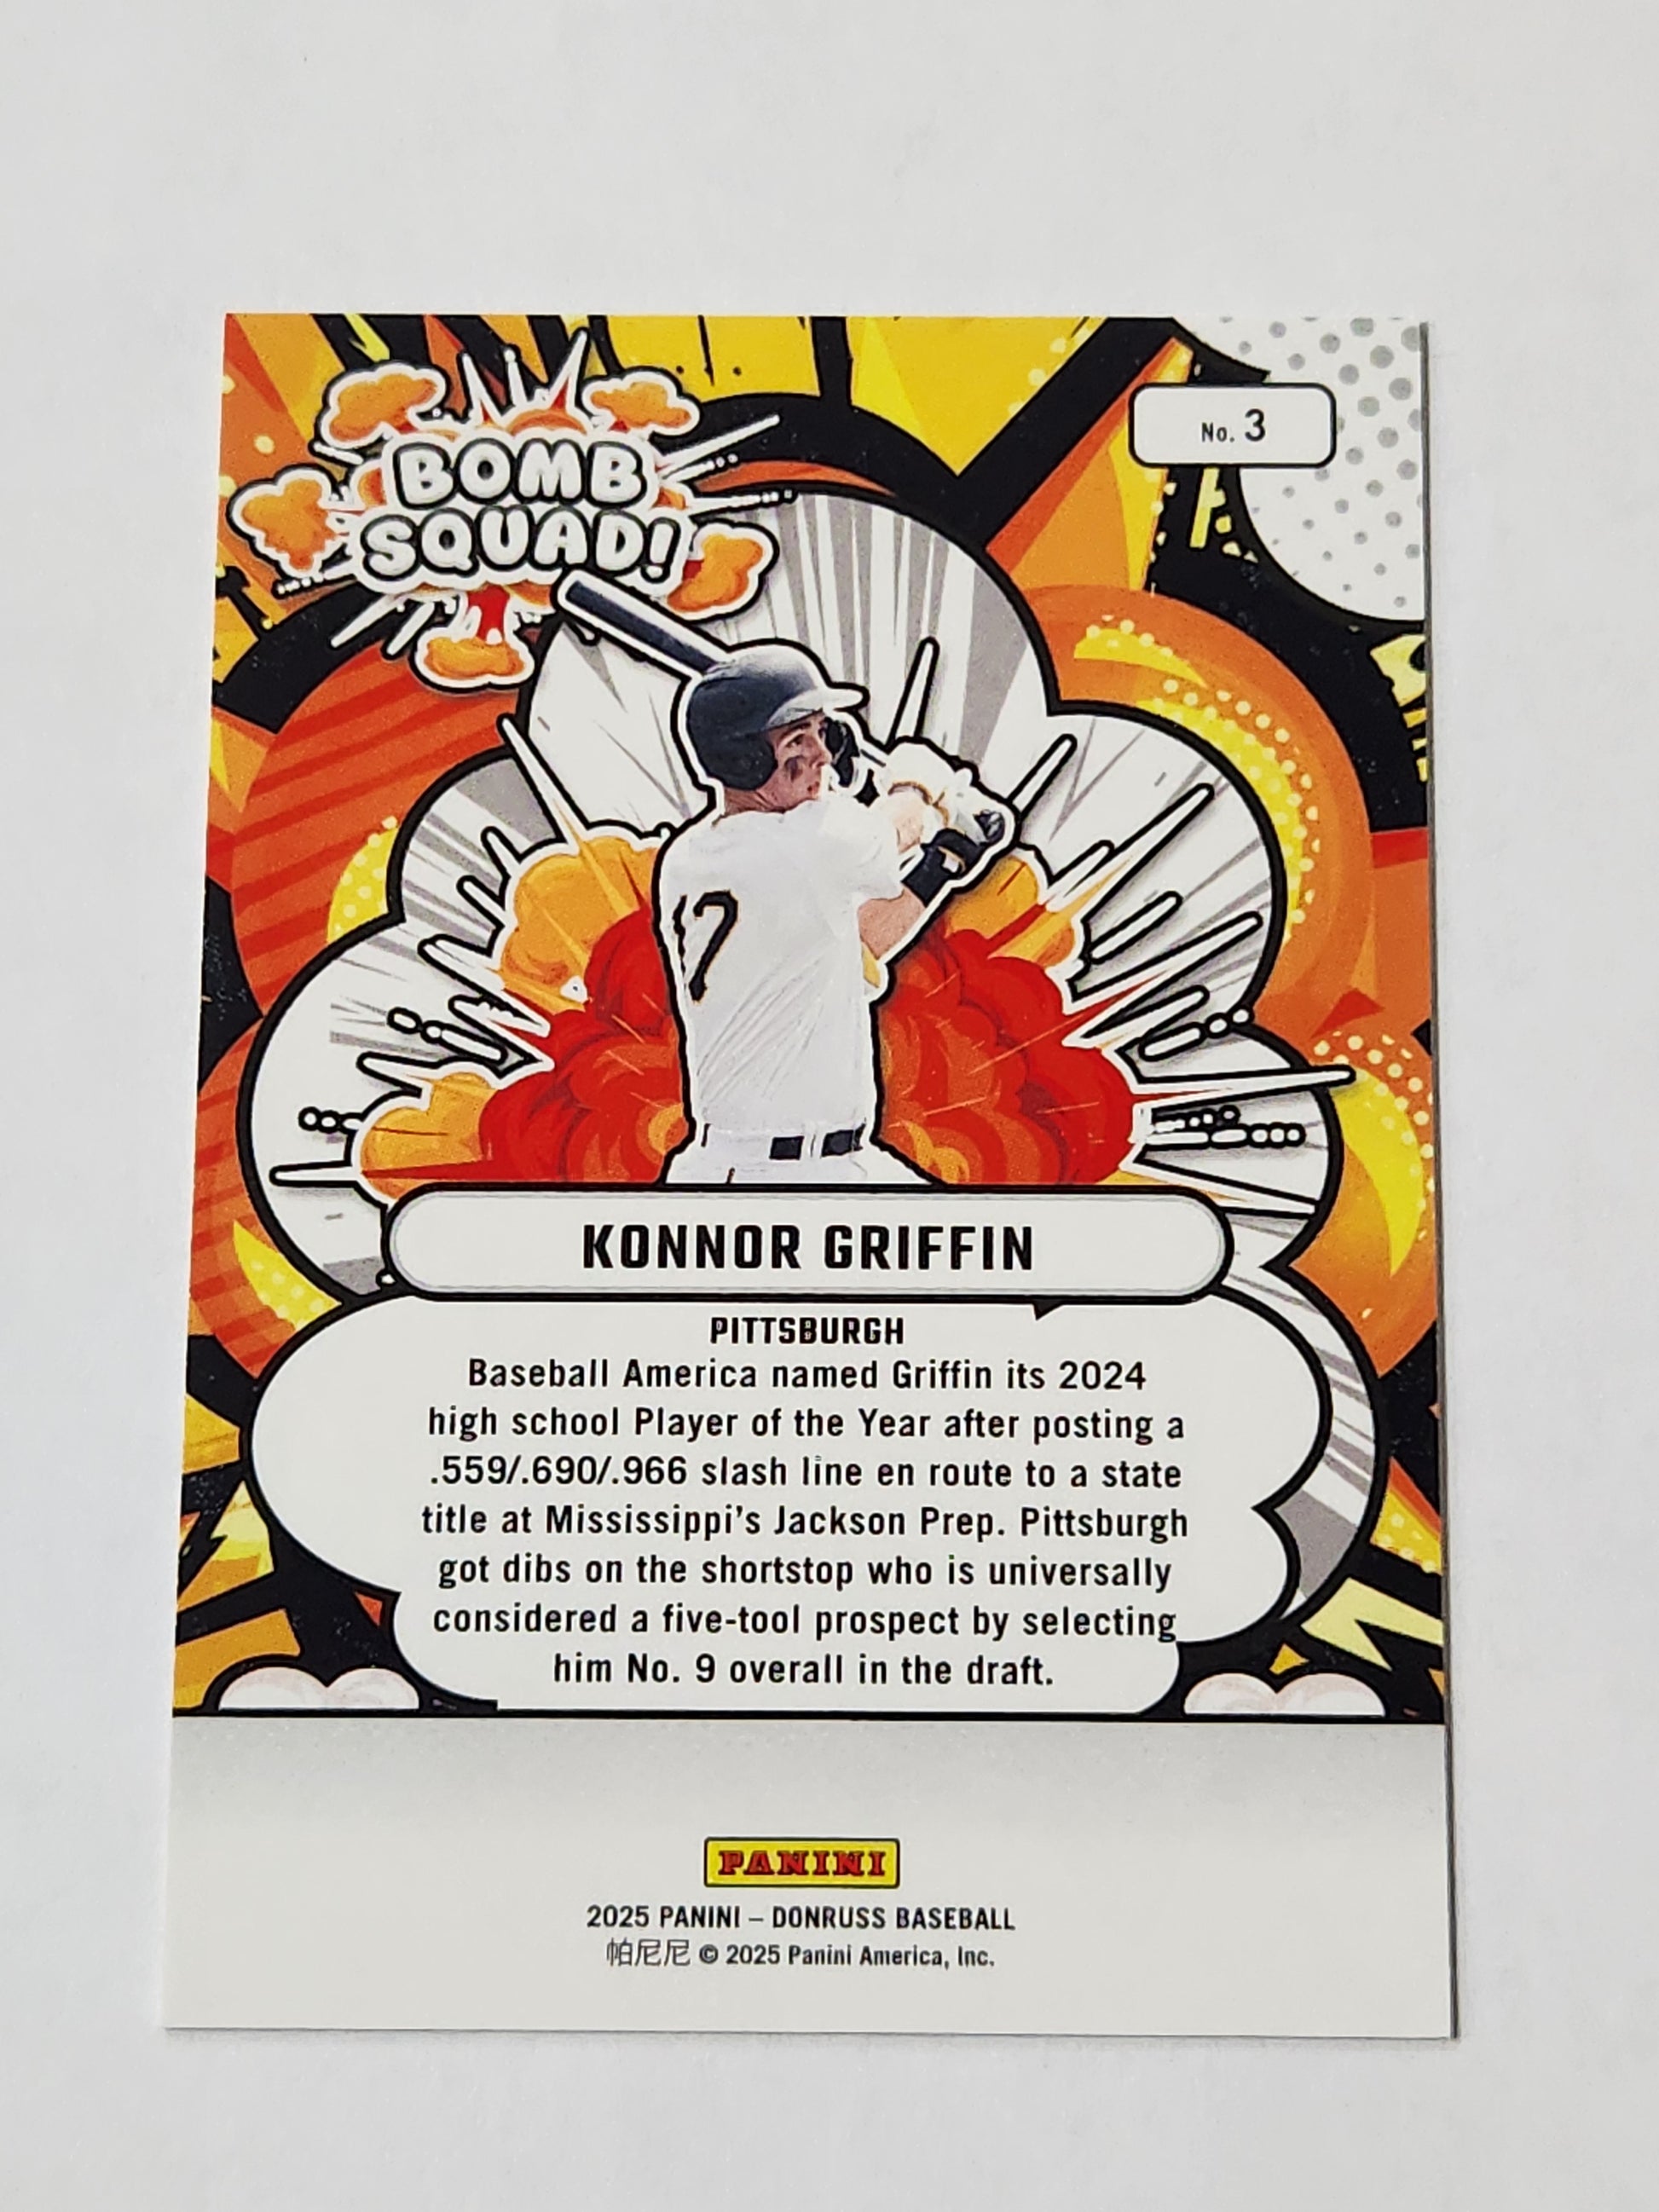 BOMB
SQUAD!
No. 3
17
KONNOR GRIFFIN
PITTSBURGH
Baseball America named Griffin its 2024
high school Player of the Year after posting a
.559/.690/.966 slash line en route to a state
title at Mississippi's Jackson Prep. Pittsburgh
got dibs on the shortstop who is universally
considered a five-tool prospect by selecting
him No. 9 overall in the draft.
PANINI
2025 PANINI – DONRUSS BASEBALL
帕尼尼 © 2025 Panini America, Inc.